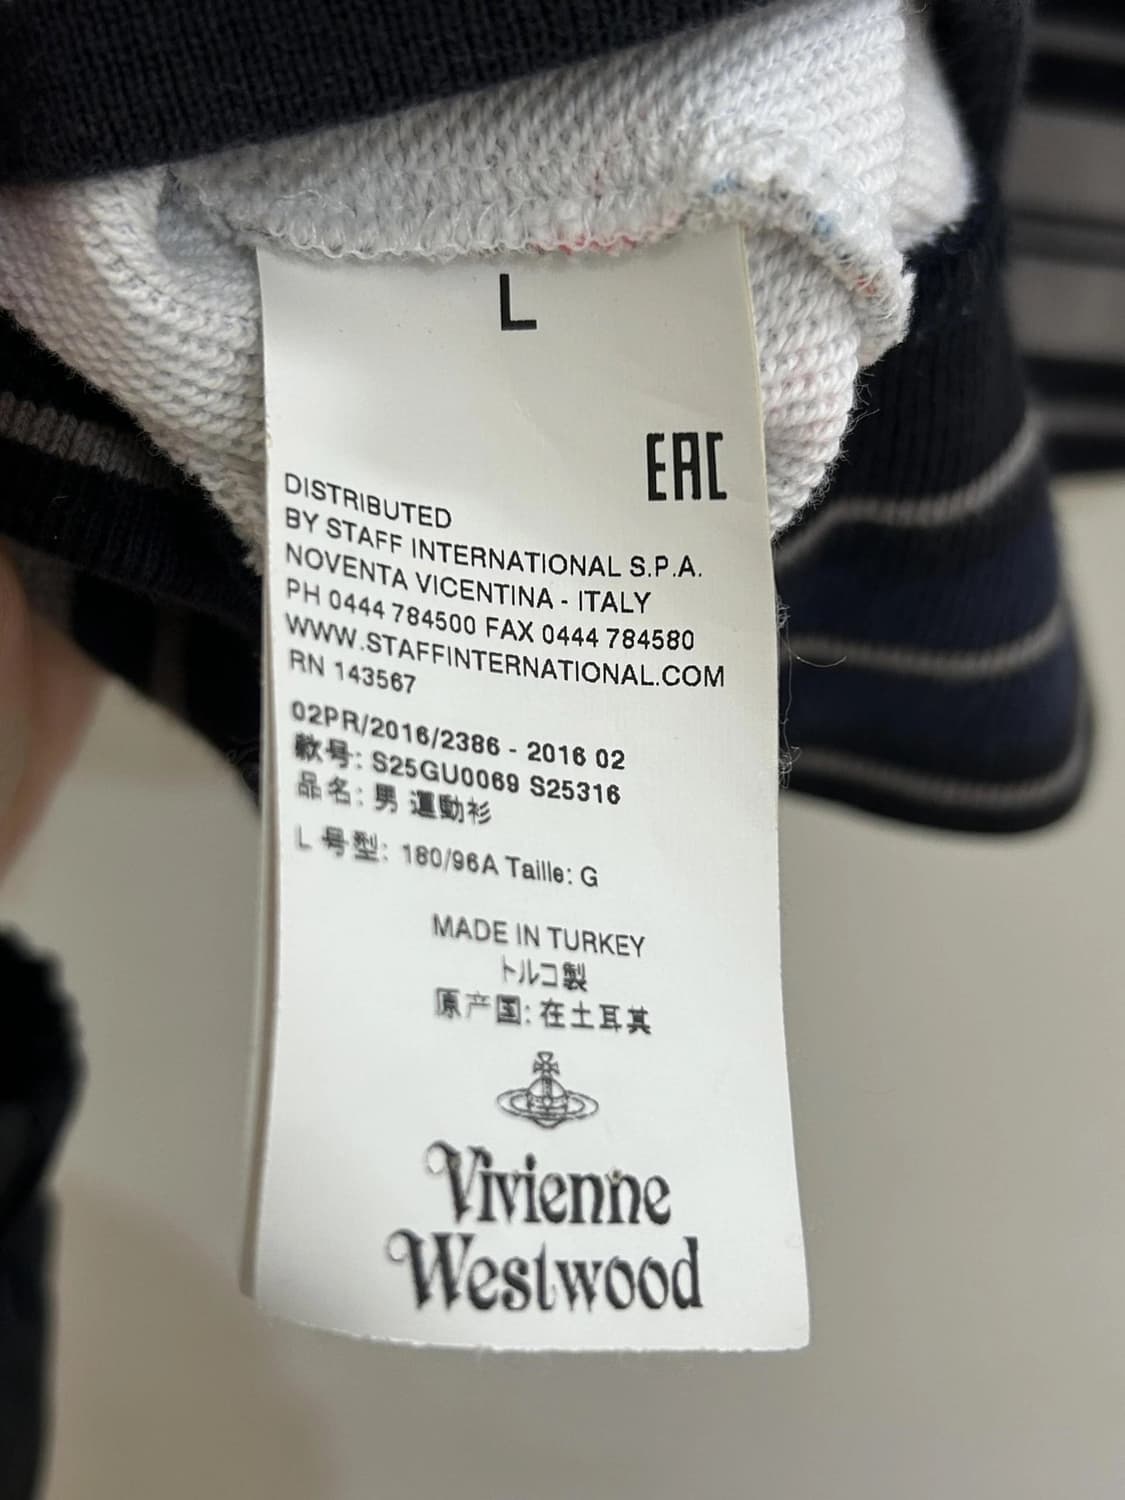 L
EAC
DISTRIBUTED
BY STAFF INTERNATIONAL S.P.A.
NOVENTA VICENTINA - ITALY
PH 0444 784500 FAX 0444 784580
WWW.STAFFINTERNATIONAL.COM
RN 143567
02PR/2016/2386 - 2016 02
款号: S25GU0069 S25316
品名: 男 運動衫
L 号型: 180/96A Taille: G
MADE IN TURKEY
トルコ製
原产国: 在土耳其
Vivienne
Westwood